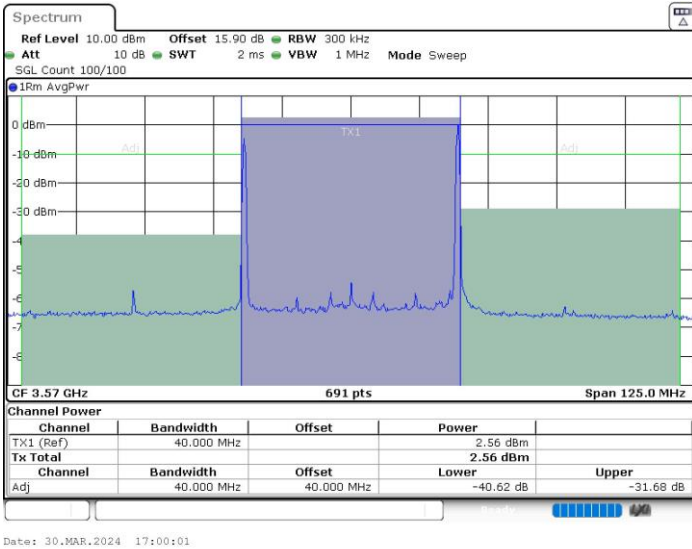 Spectrum
Ref Level 10.00 dBm Offset 15.90 dB RBW 300 kHz
Att 10 dB SWT 2 ms VBW 1 MHz Mode Sweep
SGL Count 100/100
1Rm AvgPwr
0 dBm
TX1
Adj Adj
-10 dBm
-20 dBm
-30 dBm
-4
-5
-6
-7
-8
CF 3.57 GHz 691 pts Span 125.0 MHz
Channel Power
Channel Bandwidth Offset Power
TX1 (Ref) 40.000 MHz 2.56 dBm
Tx Total 2.56 dBm
Channel Bandwidth Offset Lower Upper
Adj 40.000 MHz 40.000 MHz -40.62 dB -31.68 dB
Ready
Date: 30.MAR.2024 17:00:01